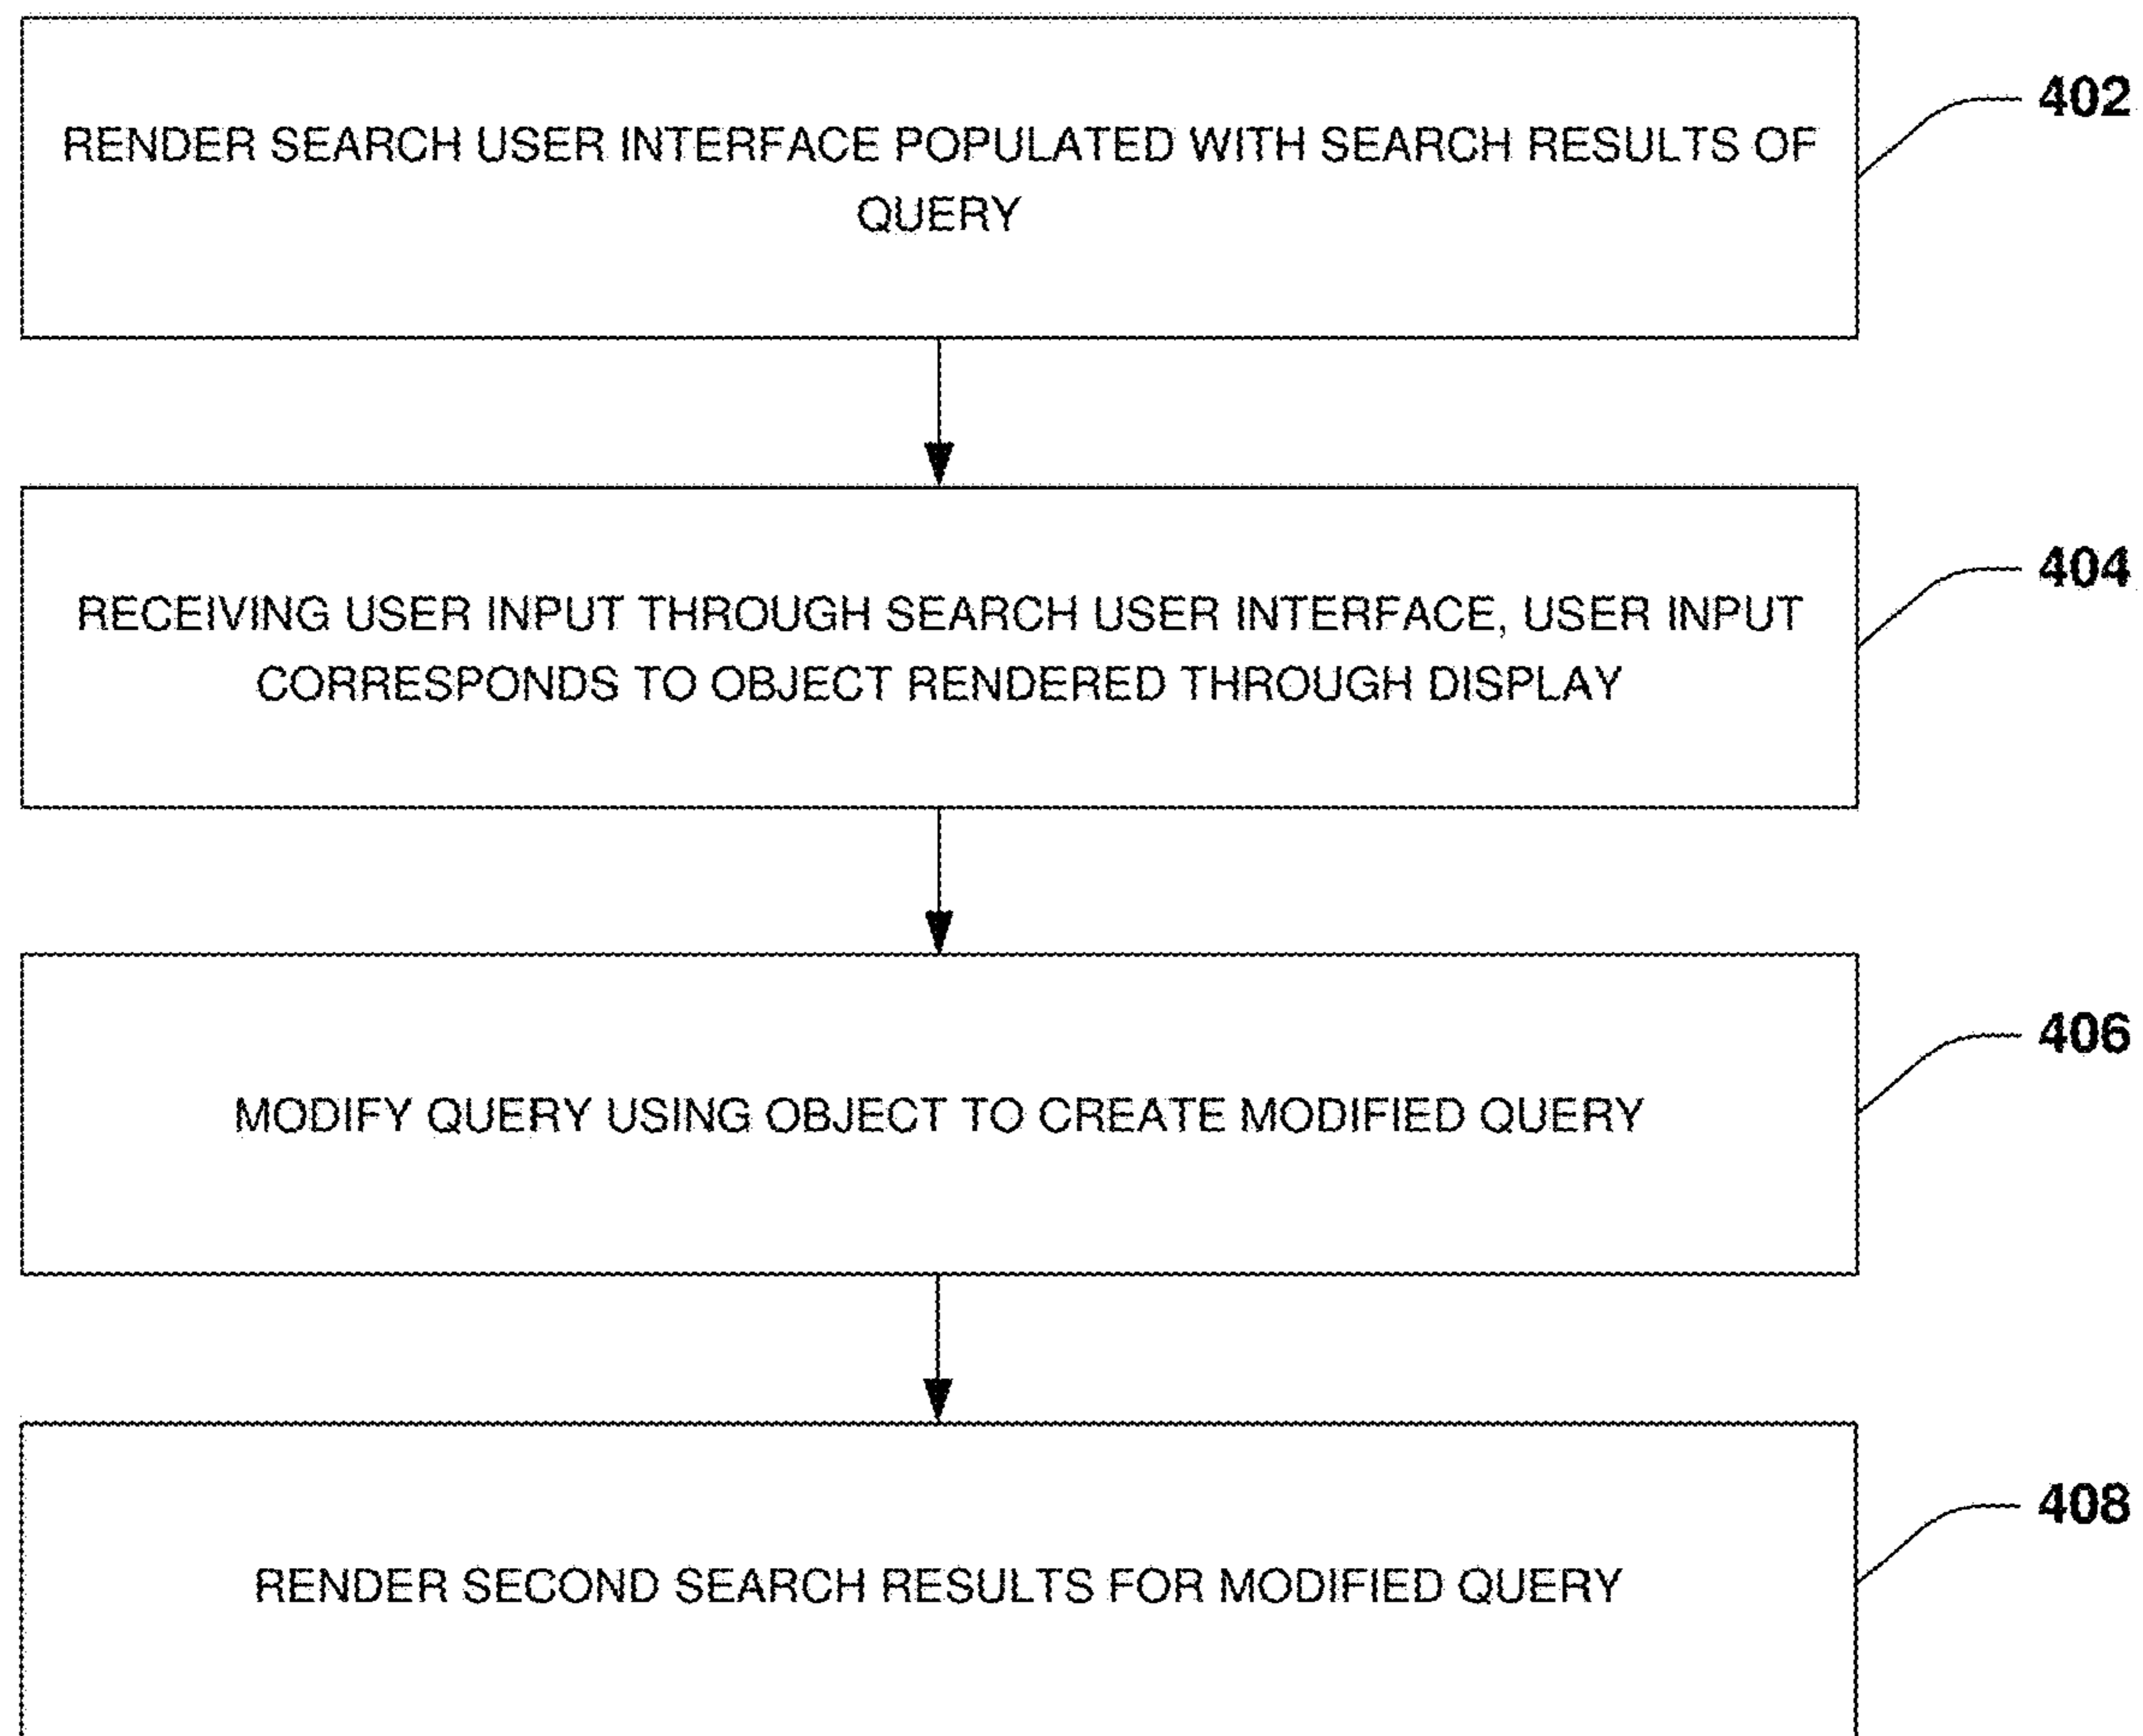 RENDER SEARCH USER INTERFACE POPULATED WITH SEARCH RESULTS OF
QUERY
402
RECEIVING USER INPUT THROUGH SEARCH USER INTERFACE, USER INPUT
CORRESPONDS TO OBJECT RENDERED THROUGH DISPLAY
404
MODIFY QUERY USING OBJECT TO CREATE MODIFIED QUERY
406
RENDER SECOND SEARCH RESULTS FOR MODIFIED QUERY
408